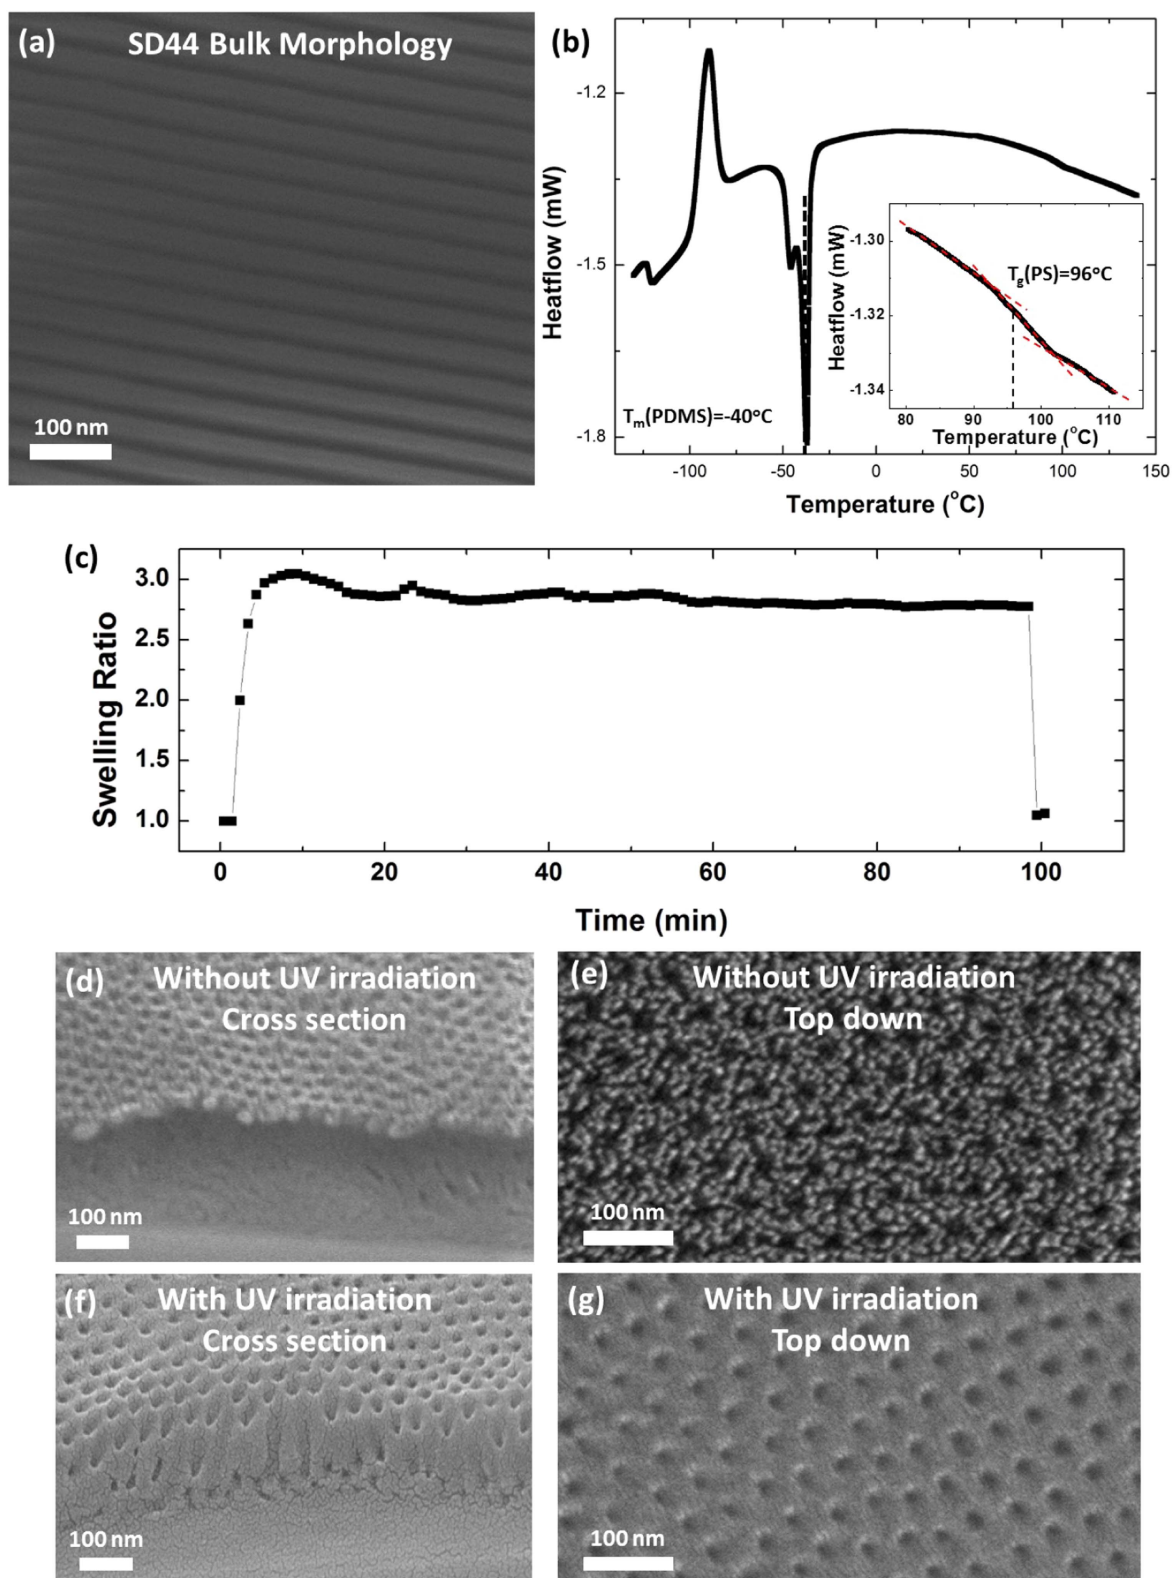 (a)
SD44 Bulk Morphology
100 nm
(b)
Heatflow (mW)
-1.2
-1.5
-1.8
Tm(PDMS)=-40°C
-100
-50
0
25
50
75
100
125
150
Temperature (°C)
Heatflow (mW)
-1.30
-1.32
-1.34
Tg(PS)=96°C
80
90
100
110
Temperature (°C)
(c)
Swelling Ratio
3.0
2.5
2.0
1.5
1.0
0
20
40
60
80
100
Time (min)
(d)
Without UV irradiation
Cross section
100 nm
(e)
Without UV irradiation
Top down
100 nm
(f)
With UV irradiation
Cross section
100 nm
(g)
With UV irradiation
Top down
100 nm